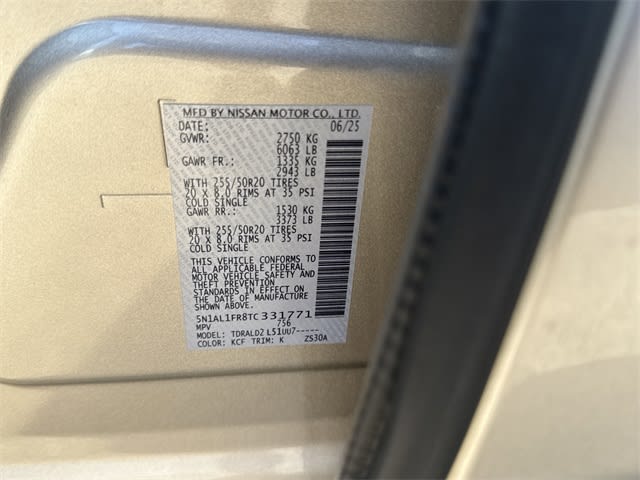 MFD BY NISSAN MOTOR CO., LTD.
DATE: 06/25
GVWR: 2750 KG
6063 LB
GAWR FR.: 1335 KG
2943 LB
WITH 255/50R20 TIRES
20 X 8.0 RIMS AT 35 PSI
COLD SINGLE
GAWR RR.: 1530 KG
3373 LB
WITH 255/50R20 TIRES
20 X 8.0 RIMS AT 35 PSI
COLD SINGLE
THIS VEHICLE CONFORMS TO
ALL APPLICABLE FEDERAL
MOTOR VEHICLE SAFETY AND
THEFT PREVENTION
STANDARDS IN EFFECT ON
THE DATE OF MANUFACTURE
SHOWN ABOVE.
5N1AL1FR8TC331771
MPV 756
MODEL: TDRALD2 L51UU7-----
COLOR: KCF TRIM: K ZS30A